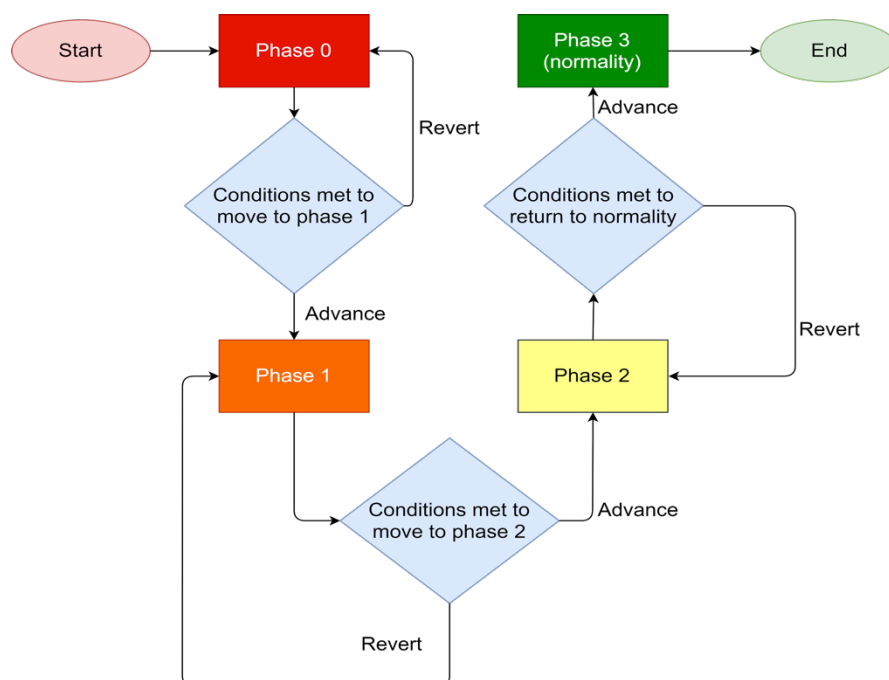 Start
Phase 0
Revert
Conditions met to
move to phase 1
Advance
Phase 1
Conditions met to
move to phase 2
Revert
Advance
Phase 2
Conditions met to
return to normality
Revert
Advance
Phase 3
(normality)
End